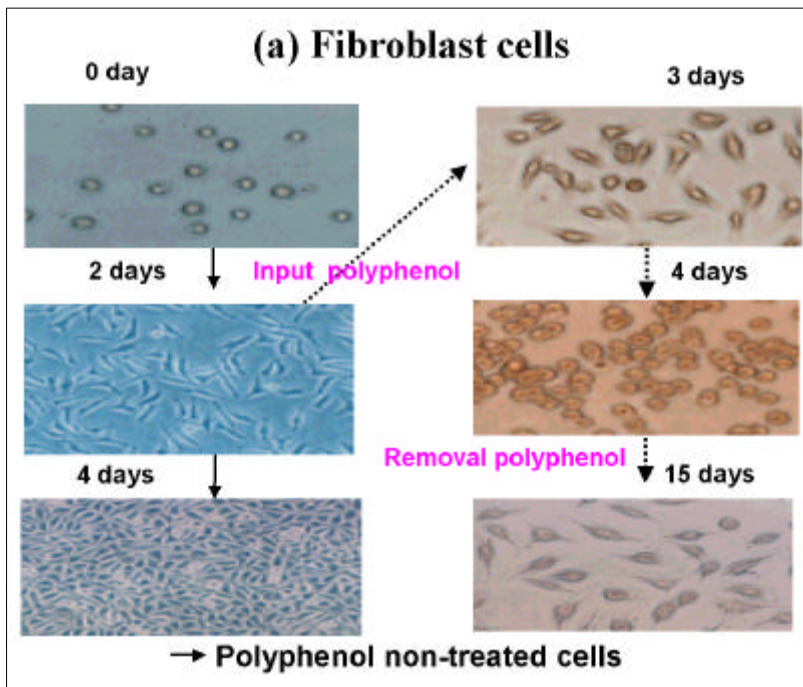 (a) Fibroblast cells
0 day
3 days
2 days
Input polyphenol
4 days
4 days
Removal polyphenol
15 days
→ Polyphenol non-treated cells